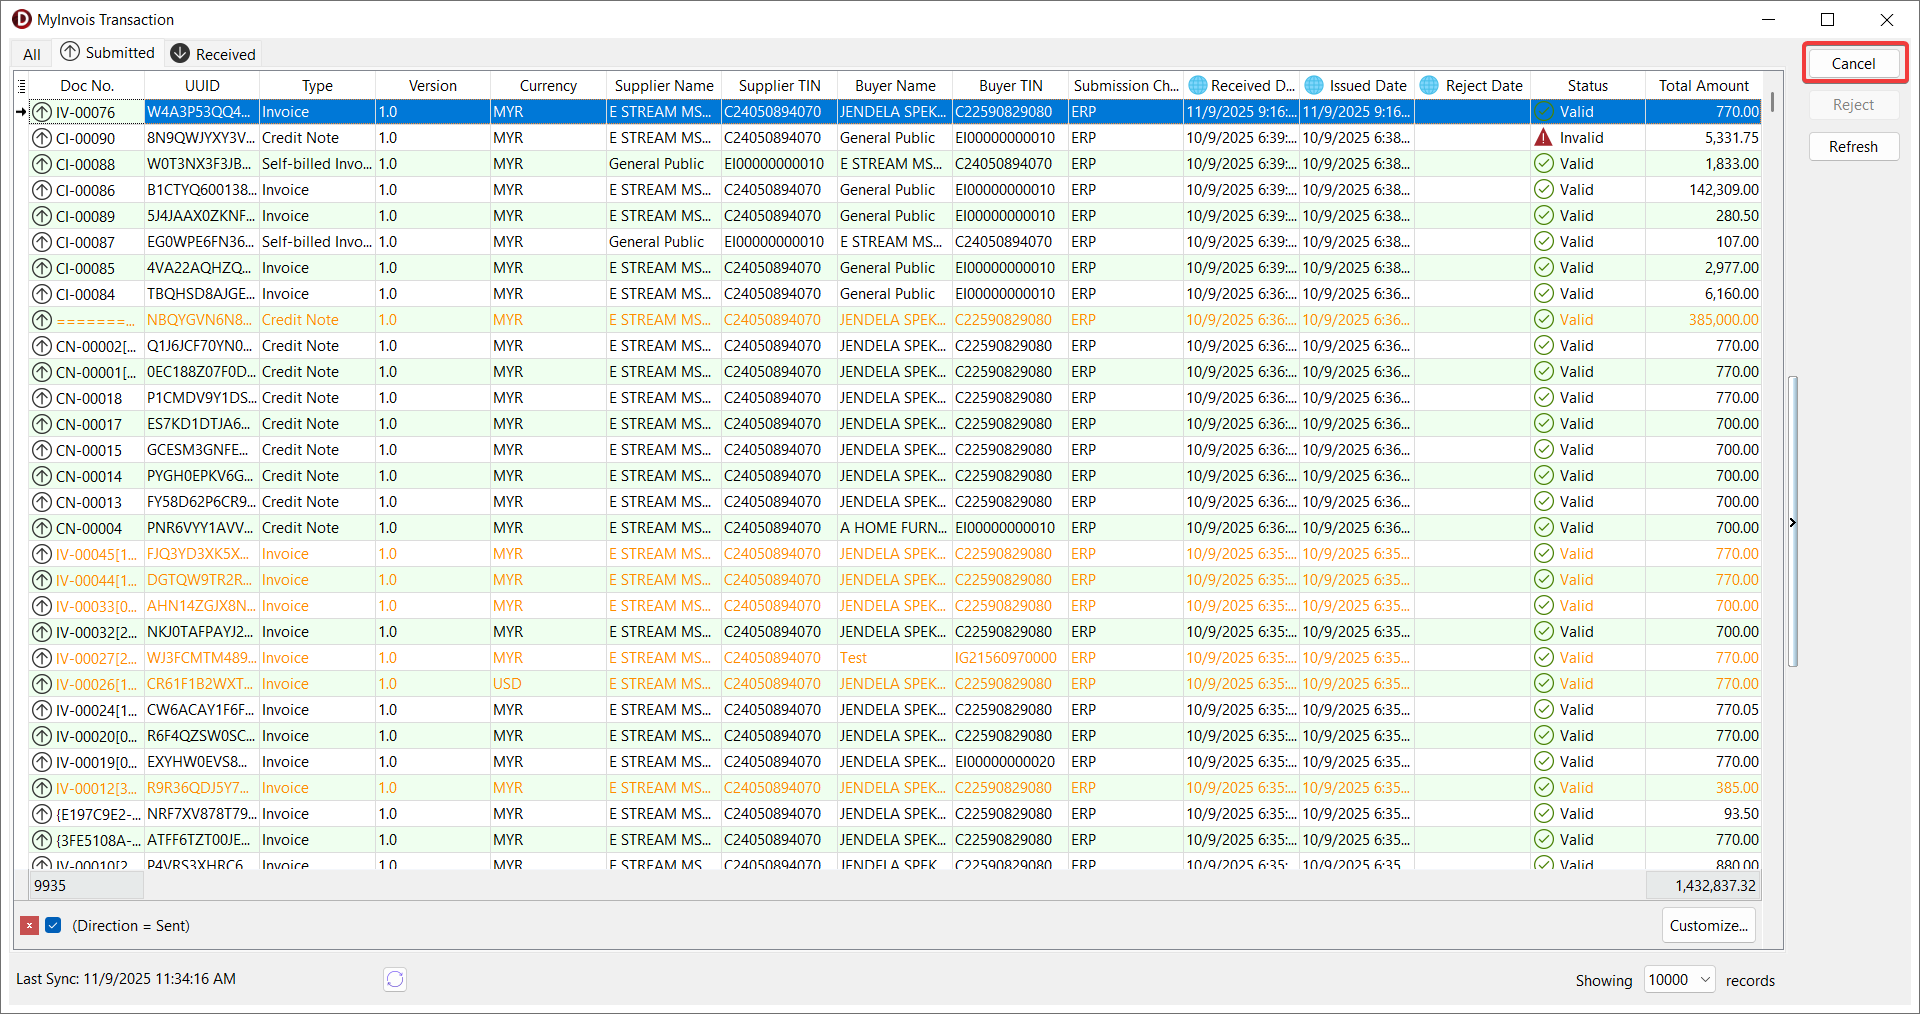 MyInvois Transaction
All Submitted Received
Cancel
Reject
Refresh
Doc No. UUID Type Version Currency Supplier Name Supplier TIN Buyer Name Buyer TIN Submission Ch... Received D... Issued Date Reject Date Status Total Amount
IV-00076 W4A3P53QQ4... Invoice 1.0 MYR E STREAM MS... C24050894070 JENDELA SPEK... C22590829080 ERP 11/9/2025 9:16:... 11/9/2025 9:16... Valid 770.00
CI-00090 8N9QWJYXY3V... Credit Note 1.0 MYR E STREAM MS... C24050894070 General Public EI00000000010 ERP 10/9/2025 6:39:... 10/9/2025 6:38... Invalid 5,331.75
CI-00088 W0T3NX3F3JB... Self-billed Invo... 1.0 MYR General Public EI00000000010 E STREAM MS... C24050894070 ERP 10/9/2025 6:39:... 10/9/2025 6:38... Valid 1,833.00
CI-00086 B1CTYQ600138... Invoice 1.0 MYR E STREAM MS... C24050894070 General Public EI00000000010 ERP 10/9/2025 6:39:... 10/9/2025 6:38... Valid 142,309.00
CI-00089 5J4JAAX0ZKNF... Invoice 1.0 MYR E STREAM MS... C24050894070 General Public EI00000000010 ERP 10/9/2025 6:39:... 10/9/2025 6:38... Valid 280.50
CI-00087 EG0WPE6FN36... Self-billed Invo... 1.0 MYR General Public EI00000000010 E STREAM MS... C24050894070 ERP 10/9/2025 6:39:... 10/9/2025 6:38... Valid 107.00
CI-00085 4VA22AQHZQ... Invoice 1.0 MYR E STREAM MS... C24050894070 General Public EI00000000010 ERP 10/9/2025 6:39:... 10/9/2025 6:38... Valid 2,977.00
CI-00084 TBQHSD8AJGE... Invoice 1.0 MYR E STREAM MS... C24050894070 General Public EI00000000010 ERP 10/9/2025 6:36:... 10/9/2025 6:36... Valid 6,160.00
=======... NBQYGVN6N8... Credit Note 1.0 MYR E STREAM MS... C24050894070 JENDELA SPEK... C22590829080 ERP 10/9/2025 6:36:... 10/9/2025 6:36... Valid 385,000.00
CN-00002[... Q1J6JCF70YN0... Credit Note 1.0 MYR E STREAM MS... C24050894070 JENDELA SPEK... C22590829080 ERP 10/9/2025 6:36:... 10/9/2025 6:36... Valid 770.00
CN-00001[... 0EC188Z07F0D... Credit Note 1.0 MYR E STREAM MS... C24050894070 JENDELA SPEK... C22590829080 ERP 10/9/2025 6:36:... 10/9/2025 6:36... Valid 770.00
CN-00018 P1CMDV9Y1DS... Credit Note 1.0 MYR E STREAM MS... C24050894070 JENDELA SPEK... C22590829080 ERP 10/9/2025 6:36:... 10/9/2025 6:36... Valid 770.00
CN-00017 ES7KD1DTJA6... Credit Note 1.0 MYR E STREAM MS... C24050894070 JENDELA SPEK... C22590829080 ERP 10/9/2025 6:36:... 10/9/2025 6:36... Valid 700.00
CN-00015 GCESM3GNFE... Credit Note 1.0 MYR E STREAM MS... C24050894070 JENDELA SPEK... C22590829080 ERP 10/9/2025 6:36:... 10/9/2025 6:36... Valid 700.00
CN-00014 PYGH0EPKV6G... Credit Note 1.0 MYR E STREAM MS... C24050894070 JENDELA SPEK... C22590829080 ERP 10/9/2025 6:36:... 10/9/2025 6:36... Valid 700.00
CN-00013 FY58D62P6CR9... Credit Note 1.0 MYR E STREAM MS... C24050894070 JENDELA SPEK... C22590829080 ERP 10/9/2025 6:36:... 10/9/2025 6:36... Valid 700.00
CN-00004 PNR6VYY1AVV... Credit Note 1.0 MYR E STREAM MS... C24050894070 A HOME FURN... EI00000000010 ERP 10/9/2025 6:36:... 10/9/2025 6:36... Valid 700.00
IV-00045[1... FJQ3YD3XK5X... Invoice 1.0 MYR E STREAM MS... C24050894070 JENDELA SPEK... C22590829080 ERP 10/9/2025 6:35:... 10/9/2025 6:35... Valid 770.00
IV-00044[1... DGTQW9TR2R... Invoice 1.0 MYR E STREAM MS... C24050894070 JENDELA SPEK... C22590829080 ERP 10/9/2025 6:35:... 10/9/2025 6:35... Valid 770.00
IV-00033[0... AHN14ZGJX8N... Invoice 1.0 MYR E STREAM MS... C24050894070 JENDELA SPEK... C22590829080 ERP 10/9/2025 6:35:... 10/9/2025 6:35... Valid 700.00
IV-00032[2... NKJ0TAFPAYJ2... Invoice 1.0 MYR E STREAM MS... C24050894070 JENDELA SPEK... C22590829080 ERP 10/9/2025 6:35:... 10/9/2025 6:35... Valid 700.00
IV-00027[2... WJ3FCMTM489... Invoice 1.0 MYR E STREAM MS... C24050894070 Test IG21560970000 ERP 10/9/2025 6:35:... 10/9/2025 6:35... Valid 770.00
IV-00026[1... CR61F1B2WXT... Invoice 1.0 USD E STREAM MS... C24050894070 JENDELA SPEK... C22590829080 ERP 10/9/2025 6:35:... 10/9/2025 6:35... Valid 770.00
IV-00024[1... CW6ACAY1F6F... Invoice 1.0 MYR E STREAM MS... C24050894070 JENDELA SPEK... C22590829080 ERP 10/9/2025 6:35:... 10/9/2025 6:35... Valid 770.05
IV-00020[0... R6F4QZSW0SC... Invoice 1.0 MYR E STREAM MS... C24050894070 JENDELA SPEK... C22590829080 ERP 10/9/2025 6:35:... 10/9/2025 6:35... Valid 770.00
IV-00019[0... EXYHW0EVS8... Invoice 1.0 MYR E STREAM MS... C24050894070 JENDELA SPEK... EI00000000020 ERP 10/9/2025 6:35:... 10/9/2025 6:35... Valid 770.00
IV-00012[3... R9R36QDJ5Y7... Invoice 1.0 MYR E STREAM MS... C24050894070 JENDELA SPEK... C22590829080 ERP 10/9/2025 6:35:... 10/9/2025 6:35... Valid 385.00
{E197C9E2-... NRF7XV878T79... Invoice 1.0 MYR E STREAM MS... C24050894070 JENDELA SPEK... C22590829080 ERP 10/9/2025 6:35:... 10/9/2025 6:35... Valid 93.50
{3FE5108A-... ATFF6TZT00JE... Invoice 1.0 MYR E STREAM MS... C24050894070 JENDELA SPEK... C22590829080 ERP 10/9/2025 6:35:... 10/9/2025 6:35... Valid 770.00
IV-00010[2... P4VRS3XHRC6... Invoice 1.0 MYR E STREAM MS... C24050894070 JENDELA SPEK... C22590829080 ERP 10/9/2025 6:35:... 10/9/2025 6:35... Valid 880.00
9935 1,432,837.32
(Direction = Sent) Customize...
Last Sync: 11/9/2025 11:34:16 AM Showing 10000 records